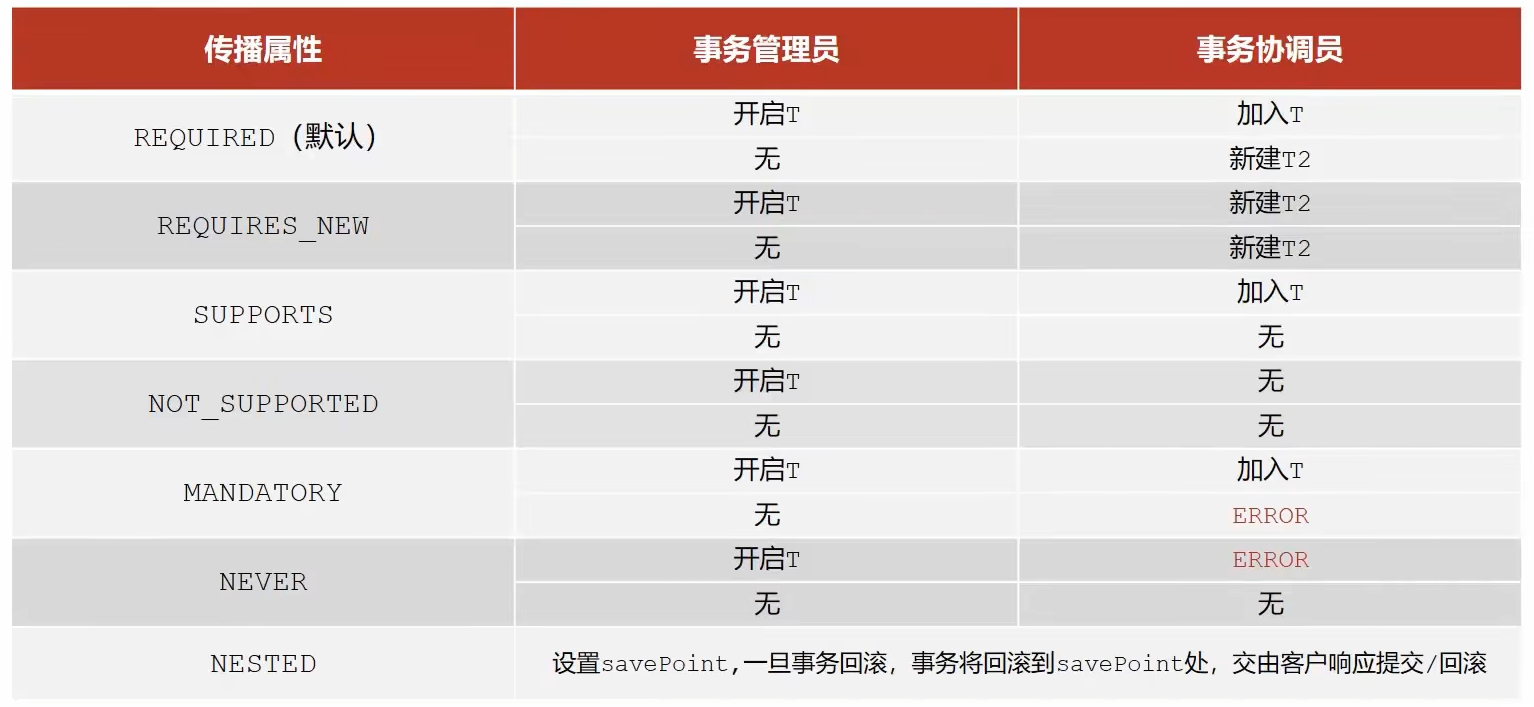 传播属性 事务管理员 事务协调员
REQUIRED（默认） 开启T 加入T
无 新建T2
REQUIRES_NEW 开启T 新建T2
无 新建T2
SUPPORTS 开启T 加入T
无 无
NOT_SUPPORTED 开启T 无
无 无
MANDATORY 开启T 加入T
无 ERROR
NEVER 开启T ERROR
无 无
NESTED 设置savePoint,一旦事务回滚，事务将回滚到savePoint处，交由客户响应提交/回滚